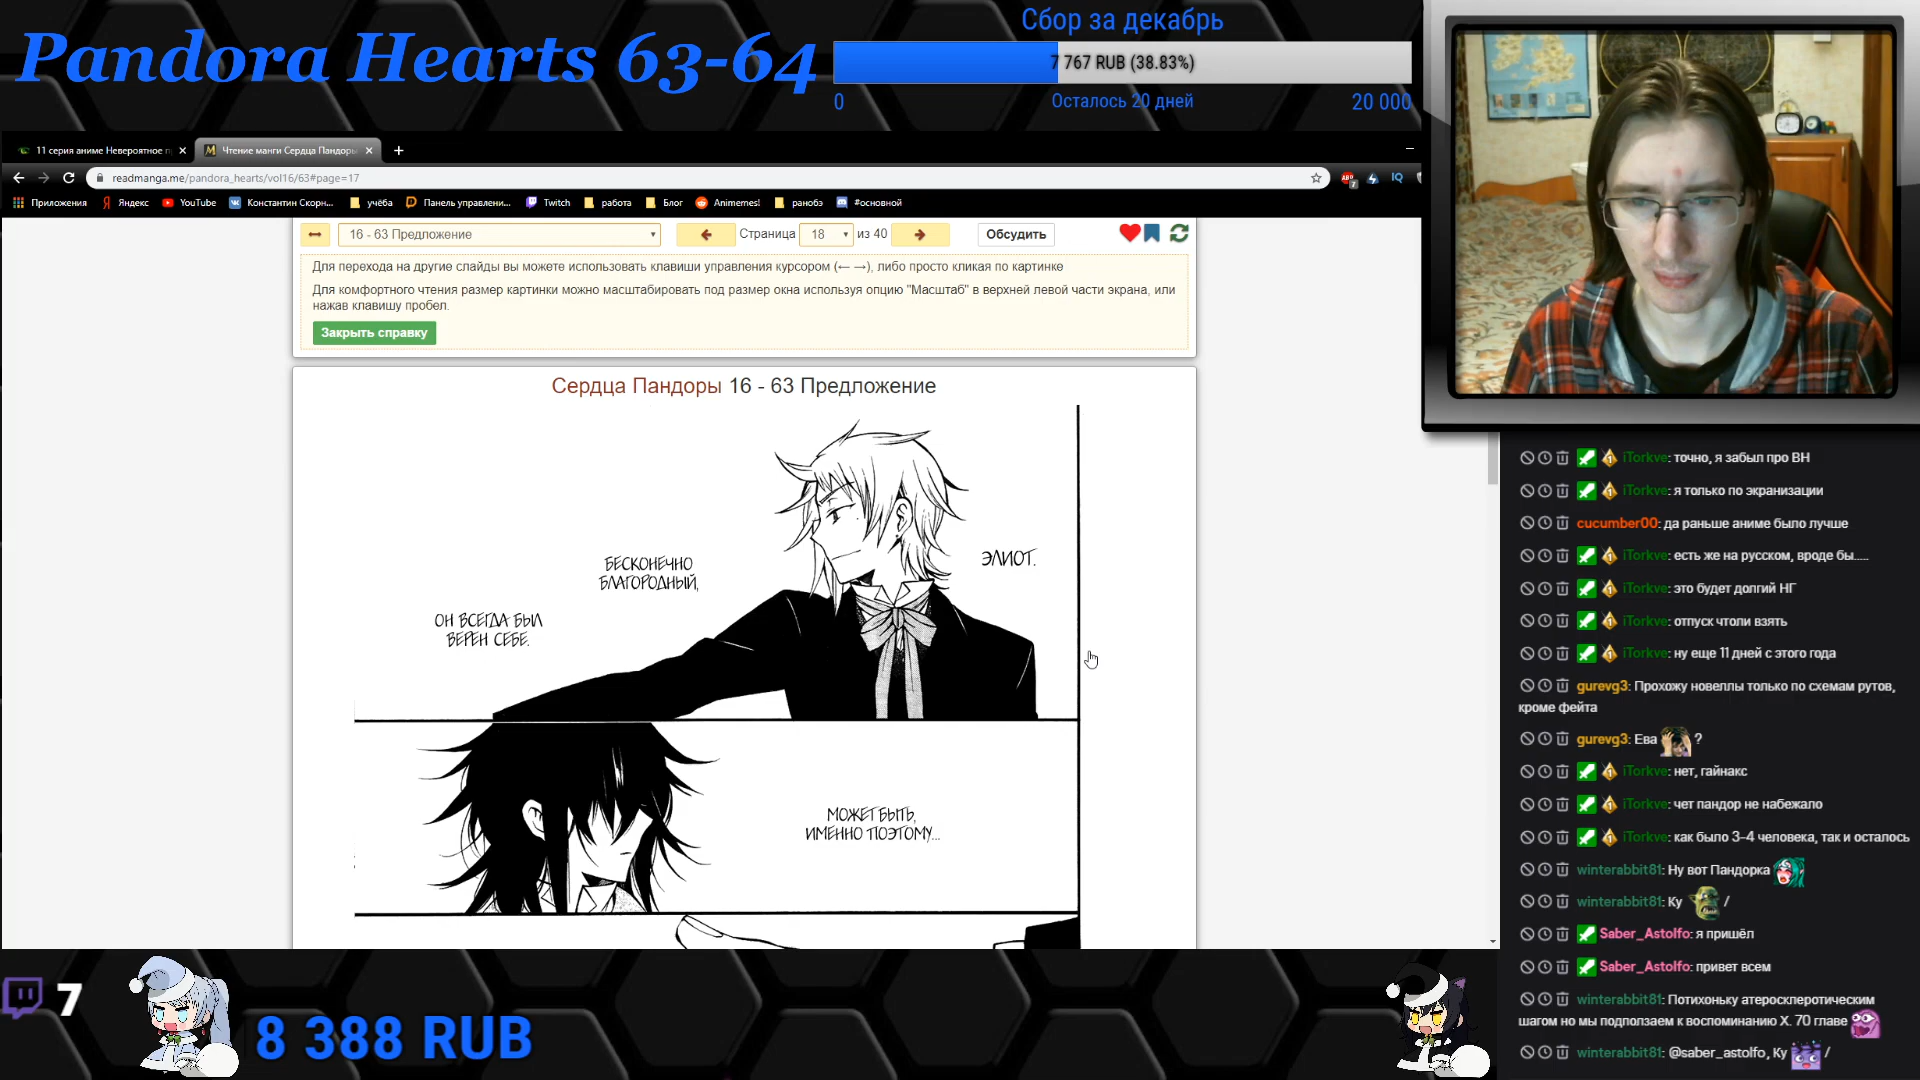 Pandora Hearts 63-64
Сбор за декабрь
7 767 RUB (38.83%)
0
Осталось 20 дней
20 000
11 серия аниме Невероятное п
Чтение манги Сердца Пандоры
readmanga.me/pandora_hearts/vol16/63#page=17
Приложения
Яндекс
YouTube
Константин Скорн...
учёба
Панель управлени...
Twitch
работа
Блог
Animemes!
ранобэ
#основной
16 - 63 Предложение
Страница
18
из 40
Обсудить
Для перехода на другие слайды вы можете использовать клавиши управления курсором (← →), либо просто кликая по картинке
Для комфортного чтения размер картинки можно масштабировать под размер окна используя опцию "Масштаб" в верхней левой части экрана, или
нажав клавишу пробел.
Закрыть справку
Сердца Пандоры 16 - 63 Предложение
ЭЛИОТ.
БЕСКОНЕЧНО
БЛАГОРОДНЫЙ,
ОН ВСЕГДА БЫЛ
ВЕРЕН СЕБЕ.
МОЖЕТ БЫТЬ,
ИМЕННО ПОЭТОМУ...
iTorkve: точно, я забыл про ВН
iTorkve: я только по экранизации
cucumber00: да раньше аниме было лучше
iTorkve: есть же на русском, вроде бы.....
iTorkve: это будет долгий НГ
iTorkve: отпуск чтоли взять
iTorkve: ну еще 11 дней с этого года
gurevg3: Прохожу новеллы только по схемам рутов,
кроме фейта
gurevg3: Ева ?
iTorkve: нет, гайнакс
iTorkve: чет пандор не набежало
iTorkve: как было 3-4 человека, так и осталось
winterabbit81: Ну вот Пандорка
winterabbit81: Ку /
Saber_Astolfo: я пришёл
Saber_Astolfo: привет всем
winterabbit81: Потихоньку атеросклеротическим
шагом но мы подползаем к воспоминанию Х. 70 главе
winterabbit81: @saber_astolfo, Ку /
7
8 388 RUB